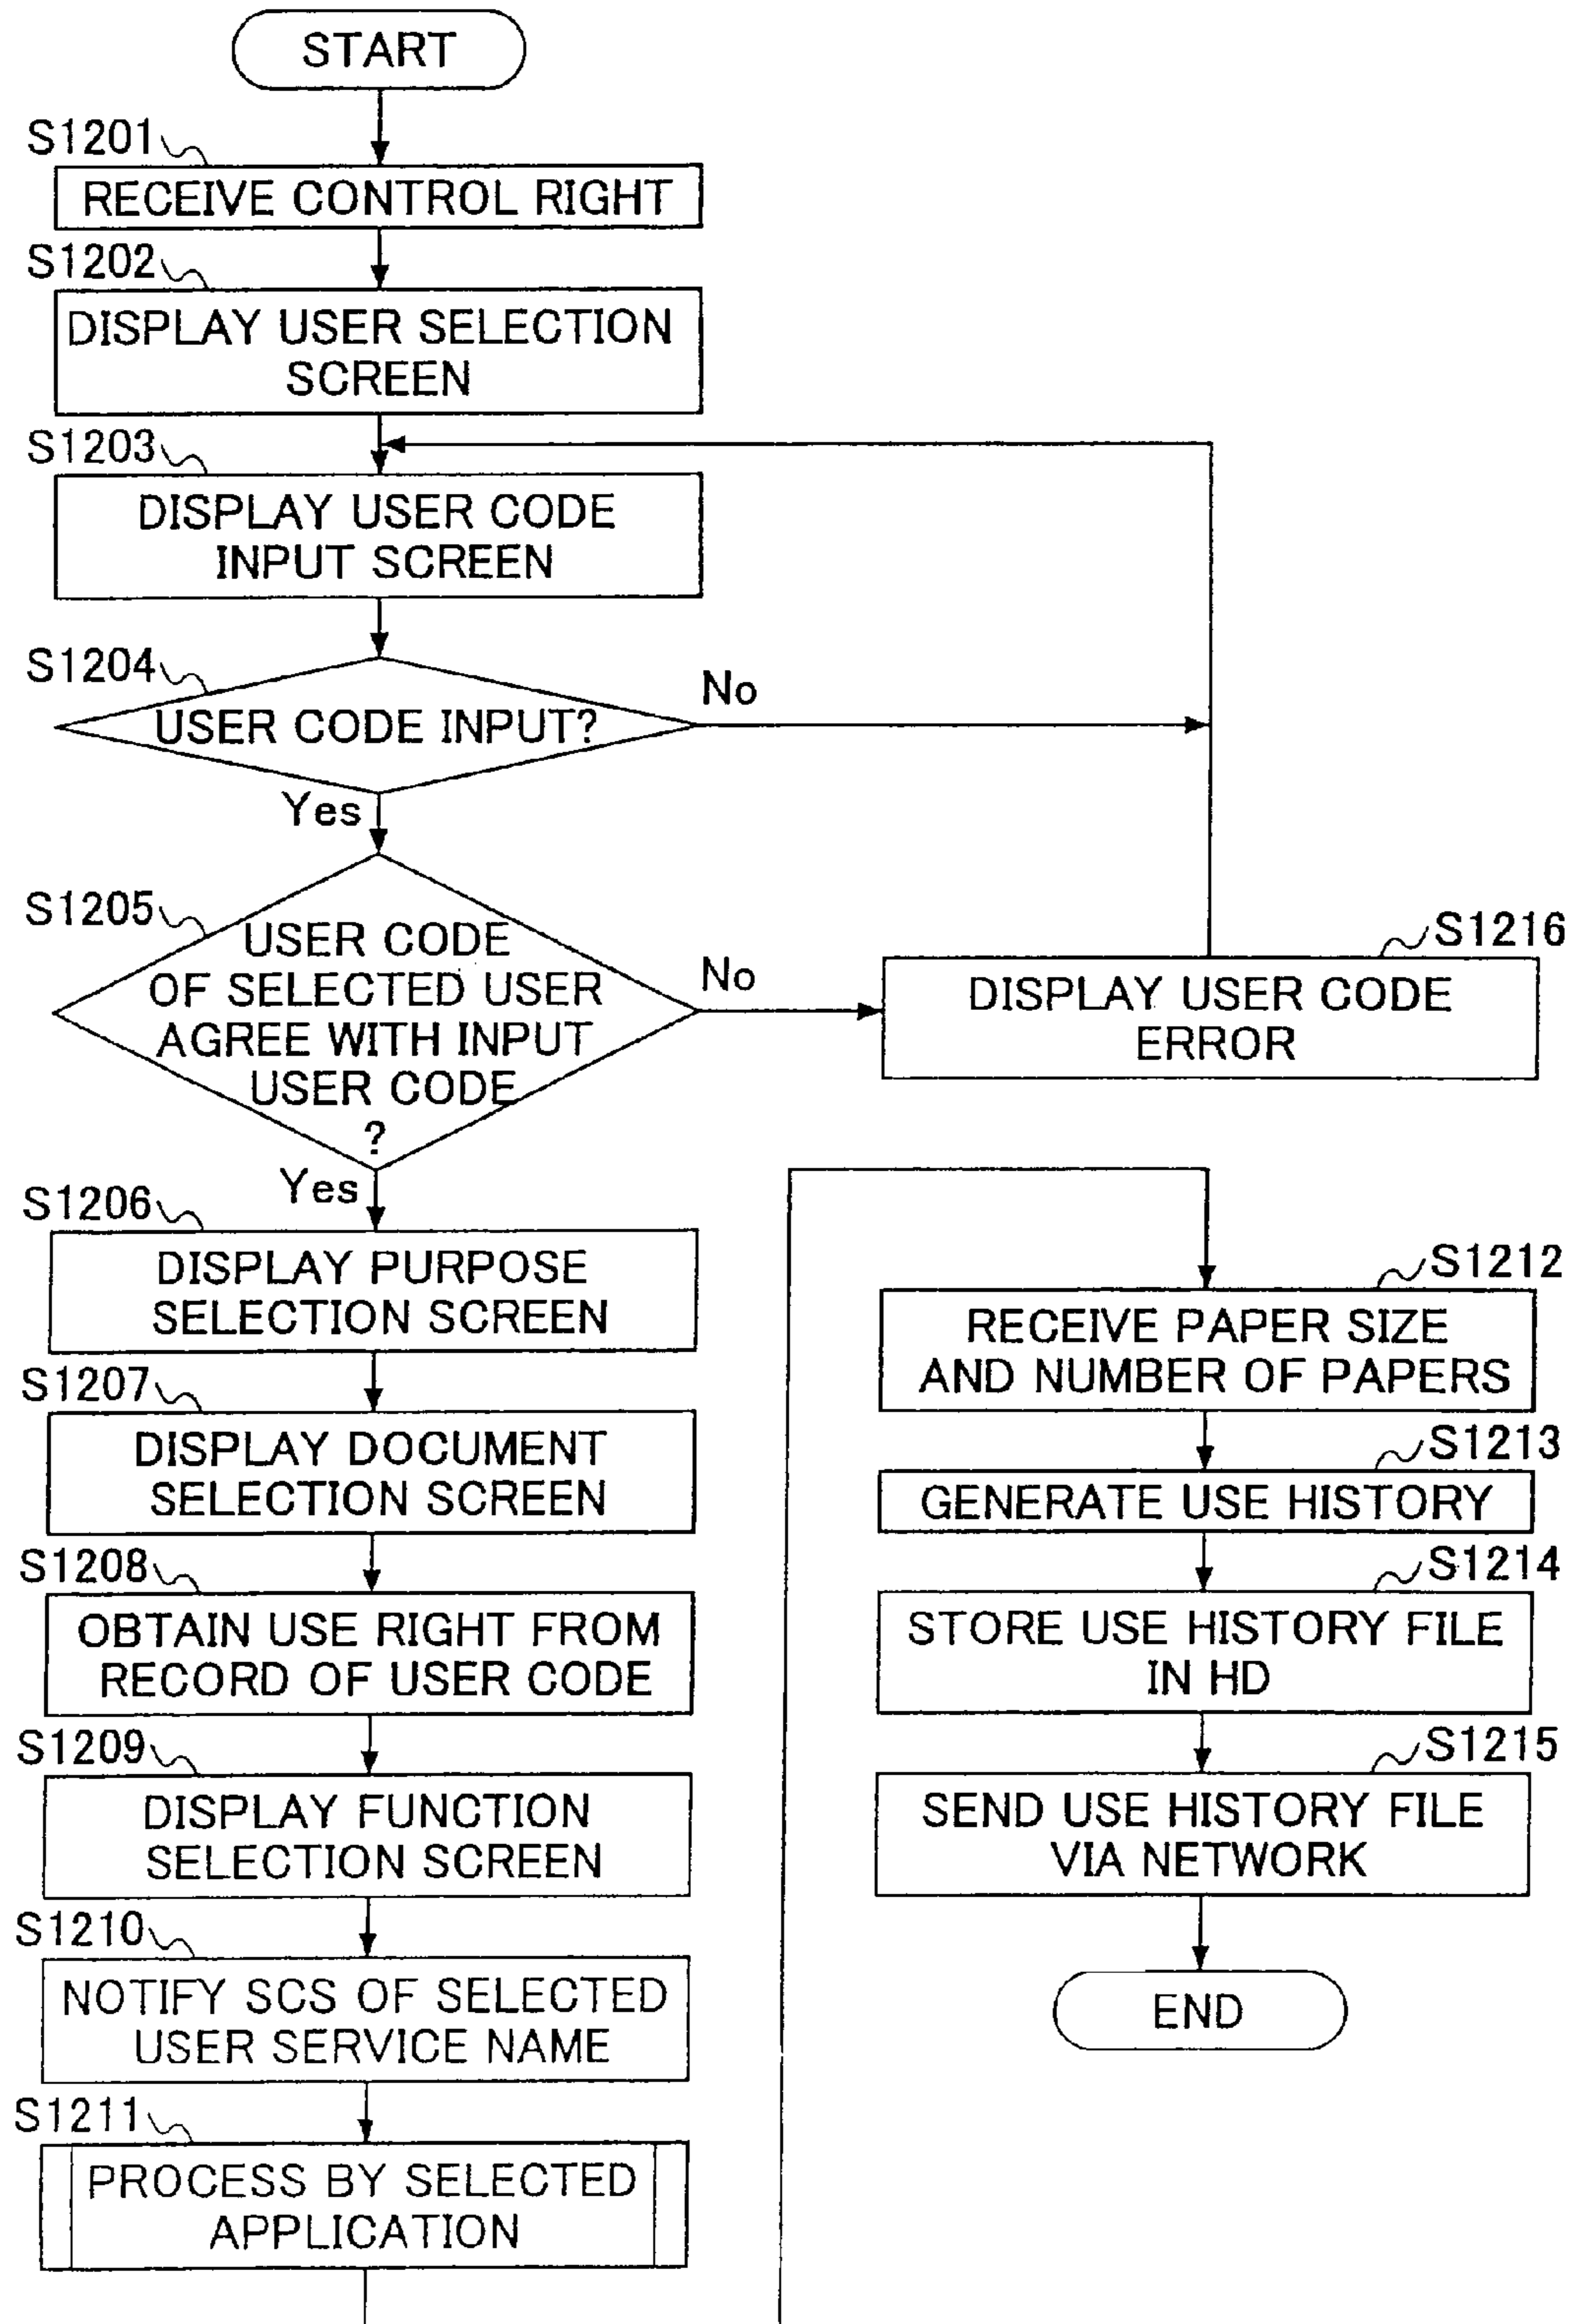 START
S1201
RECEIVE CONTROL RIGHT
S1202
DISPLAY USER SELECTION
SCREEN
S1203
DISPLAY USER CODE
INPUT SCREEN
S1204
USER CODE INPUT?
No
Yes
S1205
USER CODE
OF SELECTED USER
AGREE WITH INPUT
USER CODE
?
No
Yes
S1216
DISPLAY USER CODE
ERROR
S1206
DISPLAY PURPOSE
SELECTION SCREEN
S1207
DISPLAY DOCUMENT
SELECTION SCREEN
S1208
OBTAIN USE RIGHT FROM
RECORD OF USER CODE
S1209
DISPLAY FUNCTION
SELECTION SCREEN
S1210
NOTIFY SCS OF SELECTED
USER SERVICE NAME
S1211
PROCESS BY SELECTED
APPLICATION
S1212
RECEIVE PAPER SIZE
AND NUMBER OF PAPERS
S1213
GENERATE USE HISTORY
S1214
STORE USE HISTORY FILE
IN HD
S1215
SEND USE HISTORY FILE
VIA NETWORK
END